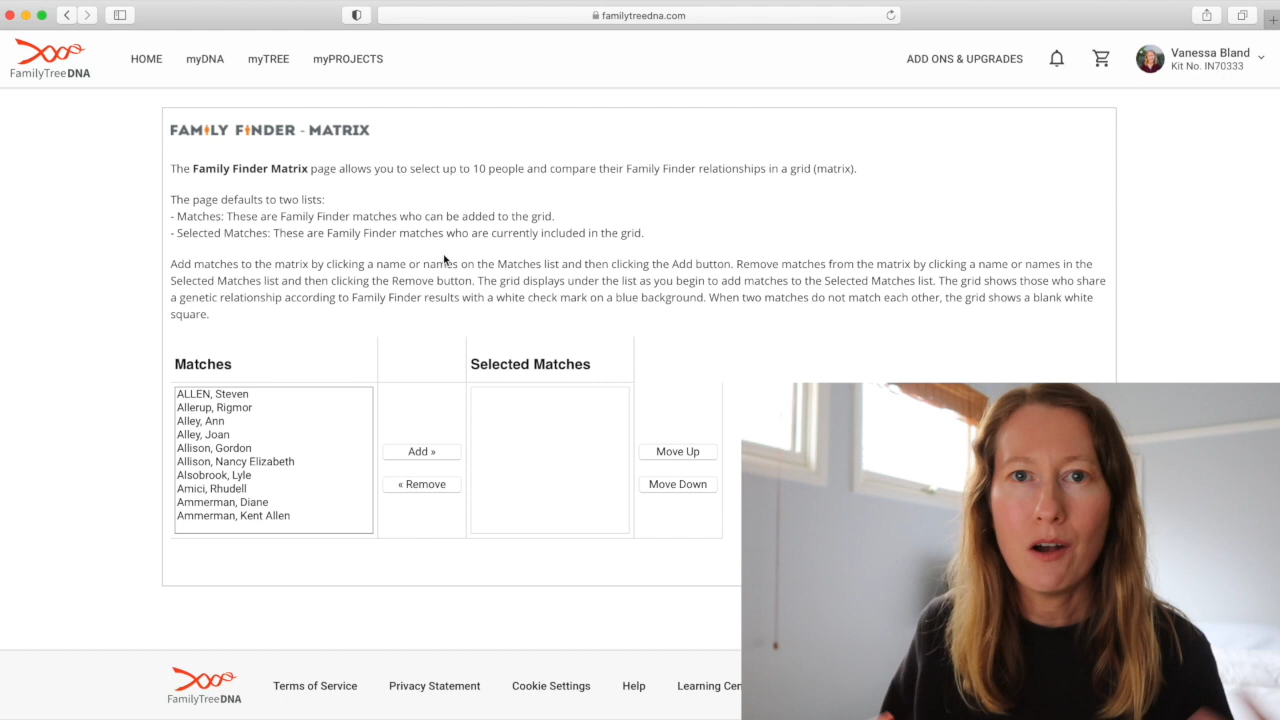 familytreedna.com
FamilyTreeDNA
HOME
myDNA
myTREE
myPROJECTS
ADD ONS & UPGRADES
Vanessa Bland
Kit No. IN70333
FAMILY FINDER - MATRIX
The Family Finder Matrix page allows you to select up to 10 people and compare their Family Finder relationships in a grid (matrix).
The page defaults to two lists:
- Matches: These are Family Finder matches who can be added to the grid.
- Selected Matches: These are Family Finder matches who are currently included in the grid.
Add matches to the matrix by clicking a name or names on the Matches list and then clicking the Add button. Remove matches from the matrix by clicking a name or names in the
Selected Matches list and then clicking the Remove button. The grid displays under the list as you begin to add matches to the Selected Matches list. The grid shows those who share
a genetic relationship according to Family Finder results with a white check mark on a blue background. When two matches do not match each other, the grid shows a blank white
square.
Matches
Selected Matches
ALLEN, Steven
Allerup, Rigmor
Alley, Ann
Alley, Joan
Allison, Gordon
Allison, Nancy Elizabeth
Alsobrook, Lyle
Amici, Rhudell
Ammerman, Diane
Ammerman, Kent Allen
Add »
« Remove
Move Up
Move Down
FamilyTreeDNA
Terms of Service
Privacy Statement
Cookie Settings
Help
Learning Cen